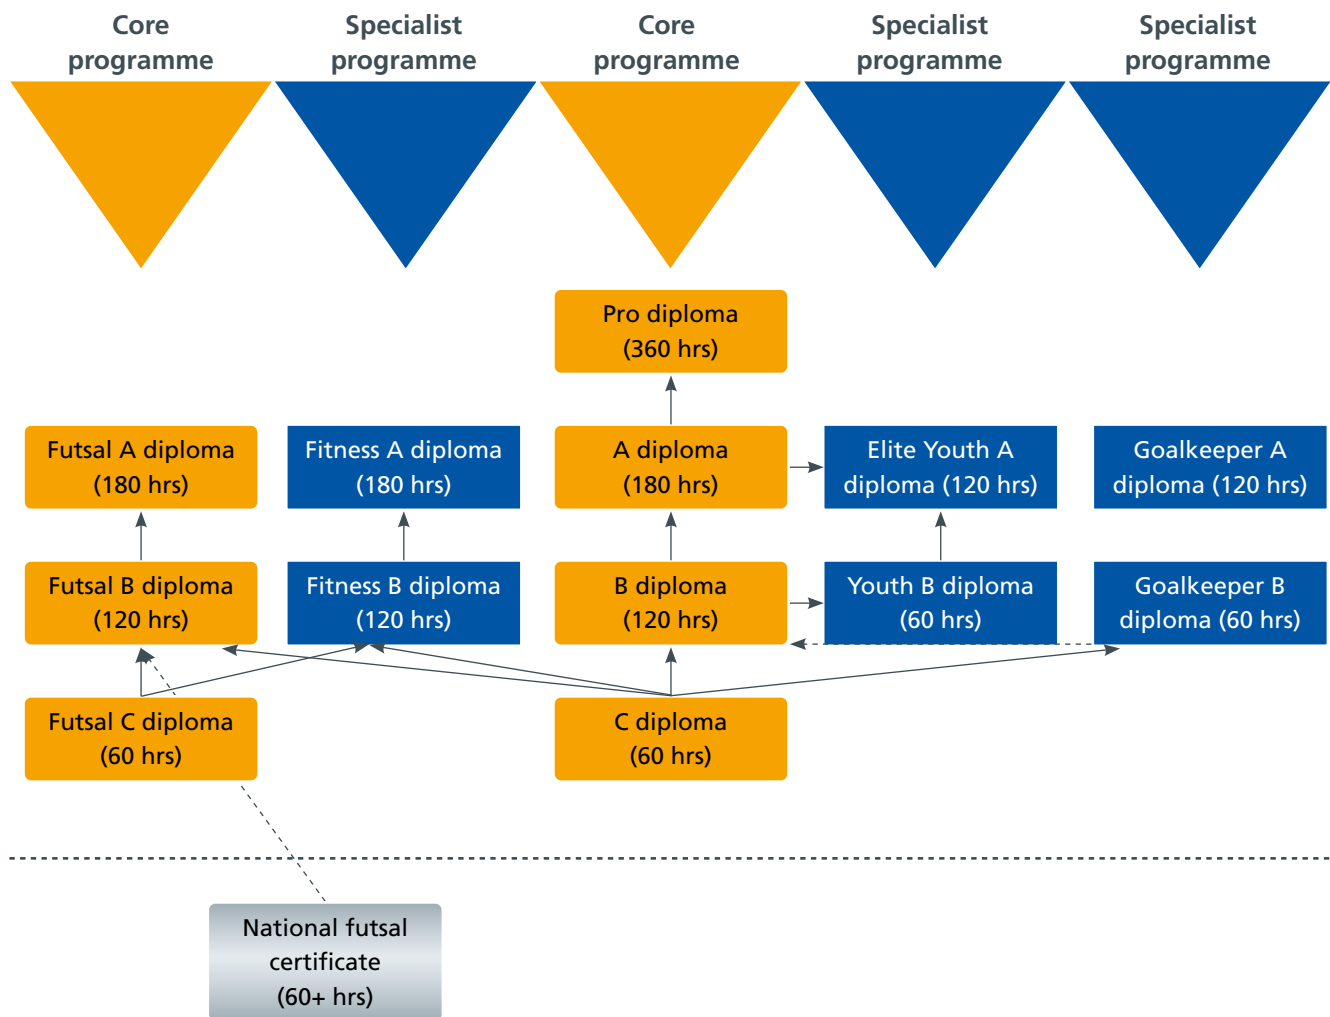 Core
programme
Specialist
programme
Core
programme
Specialist
programme
Specialist
programme
Pro diploma
(360 hrs)
Futsal A diploma
(180 hrs)
Fitness A diploma
(180 hrs)
A diploma
(180 hrs)
Elite Youth A
diploma (120 hrs)
Goalkeeper A
diploma (120 hrs)
Futsal B diploma
(120 hrs)
Fitness B diploma
(120 hrs)
B diploma
(120 hrs)
Youth B diploma
(60 hrs)
Goalkeeper B
diploma (60 hrs)
Futsal C diploma
(60 hrs)
C diploma
(60 hrs)
National futsal
certificate
(60+ hrs)